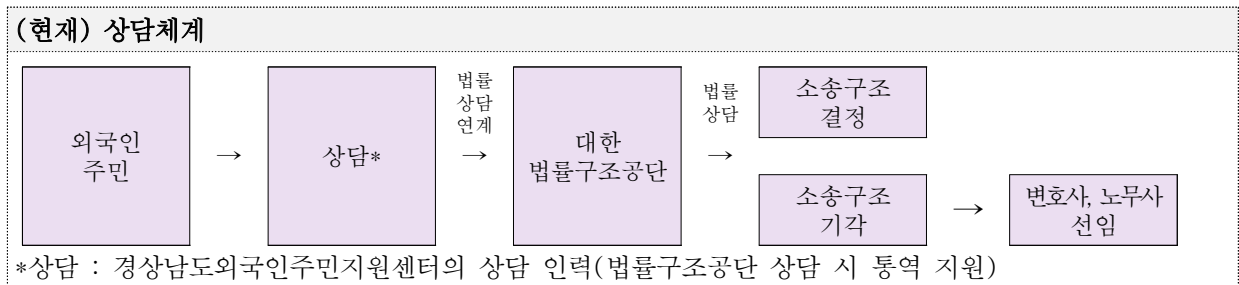 (현재) 상담체계
외국인
주민
→
상담*
법률
상담
연계
→
대한
법률구조공단
법률
상담
→
소송구조
결정
소송구조
기각
→
변호사, 노무사
선임
*상담 : 경상남도외국인주민지원센터의 상담 인력(법률구조공단 상담 시 통역 지원)